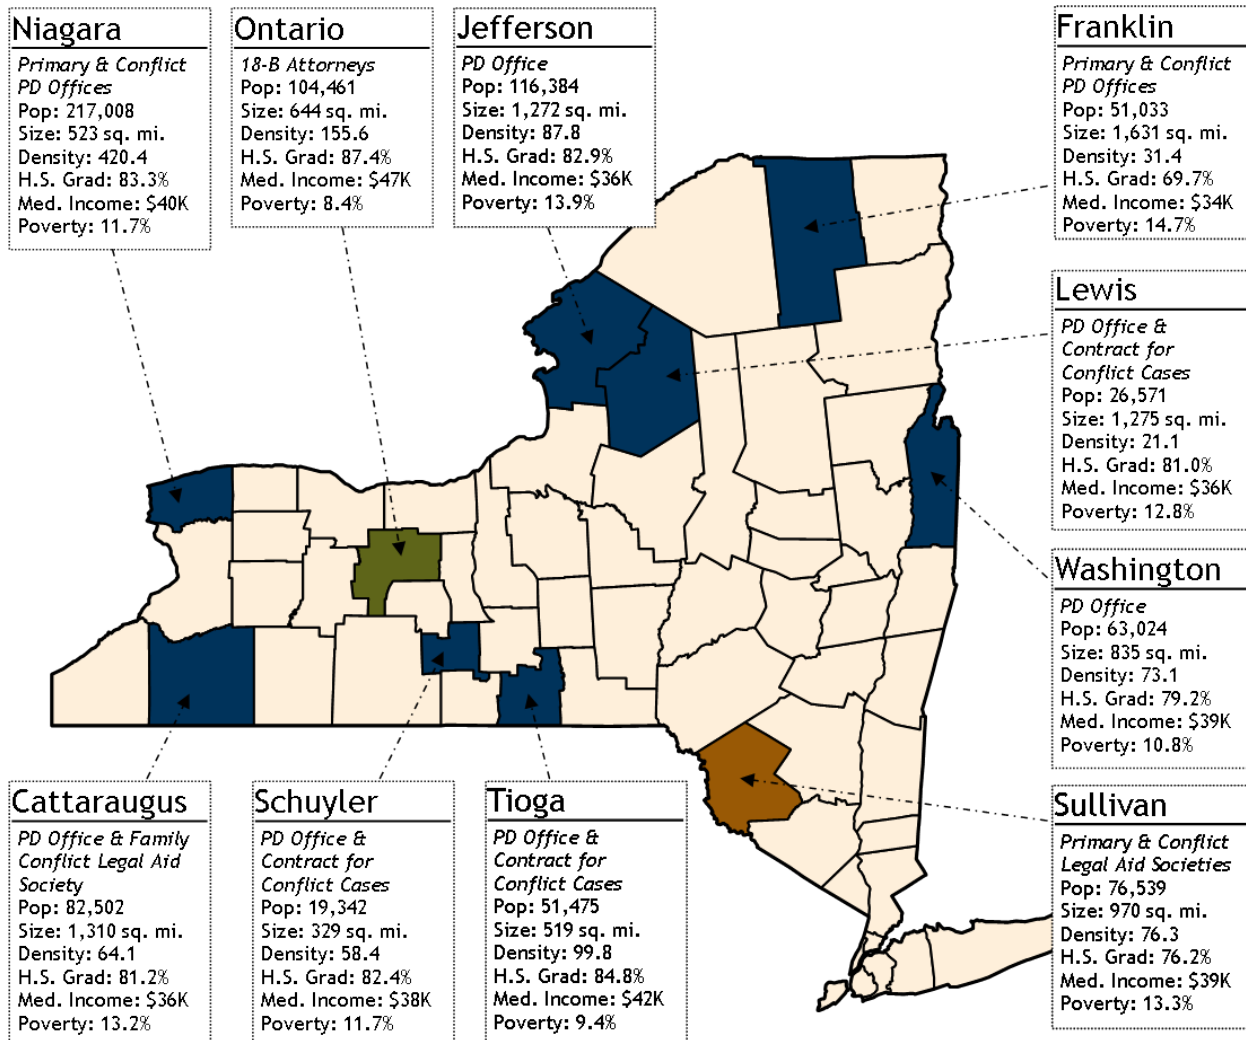 Niagara
Primary & Conflict
PD Offices
Pop: 217,008
Size: 523 sq. mi.
Density: 420.4
H.S. Grad: 83.3%
Med. Income: $40K
Poverty: 11.7%
Ontario
18-B Attorneys
Pop: 104,461
Size: 644 sq. mi.
Density: 155.6
H.S. Grad: 87.4%
Med. Income: $47K
Poverty: 8.4%
Jefferson
PD Office
Pop: 116,384
Size: 1,272 sq. mi.
Density: 87.8
H.S. Grad: 82.9%
Med. Income: $36K
Poverty: 13.9%
Franklin
Primary & Conflict
PD Offices
Pop: 51,033
Size: 1,631 sq. mi.
Density: 31.4
H.S. Grad: 69.7%
Med. Income: $34K
Poverty: 14.7%
Lewis
PD Office &
Contract for
Conflict Cases
Pop: 26,571
Size: 1,275 sq. mi.
Density: 21.1
H.S. Grad: 81.0%
Med. Income: $36K
Poverty: 12.8%
Washington
PD Office
Pop: 63,024
Size: 835 sq. mi.
Density: 73.1
H.S. Grad: 79.2%
Med. Income: $39K
Poverty: 10.8%
Cattaraugus
PD Office & Family
Conflict Legal Aid
Society
Pop: 82,502
Size: 1,310 sq. mi.
Density: 64.1
H.S. Grad: 81.2%
Med. Income: $36K
Poverty: 13.2%
Schuyler
PD Office &
Contract for
Conflict Cases
Pop: 19,342
Size: 329 sq. mi.
Density: 58.4
H.S. Grad: 82.4%
Med. Income: $38K
Poverty: 11.7%
Tioga
PD Office &
Contract for
Conflict Cases
Pop: 51,475
Size: 519 sq. mi.
Density: 99.8
H.S. Grad: 84.8%
Med. Income: $42K
Poverty: 9.4%
Sullivan
Primary & Conflict
Legal Aid Societies
Pop: 76,539
Size: 970 sq. mi.
Density: 76.3
H.S. Grad: 76.2%
Med. Income: $39K
Poverty: 13.3%